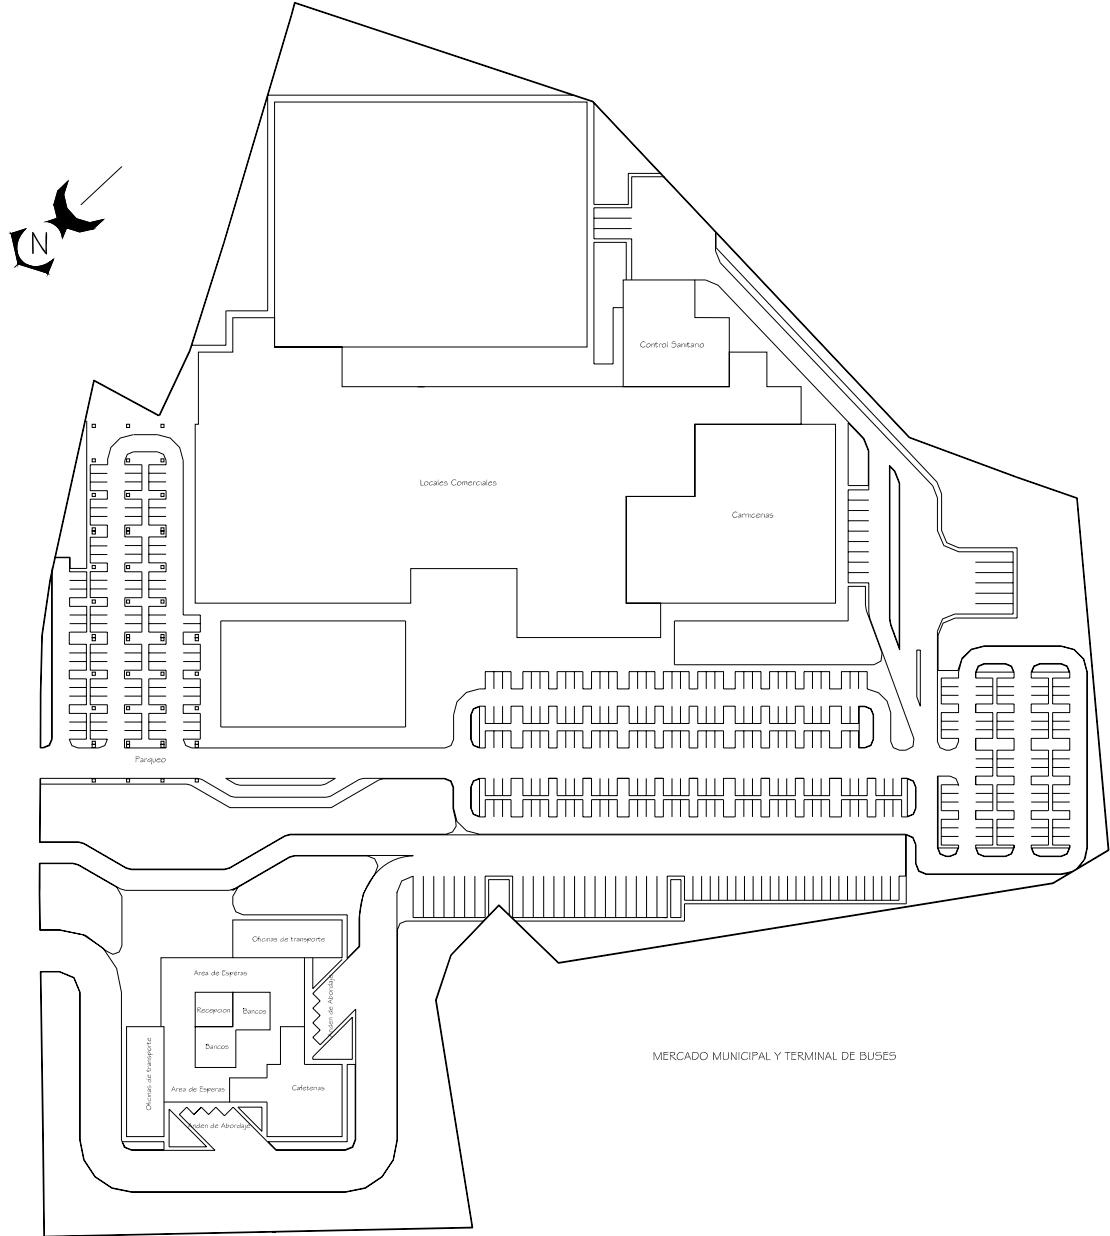 N
Control Sanitario
Locales Comerciales
Carnicerias
Parqueo
Oficinas de transporte
Area de Esperas
Anden de Abordaje
Recepcion
Bancos
Bancos
MERCADO MUNICIPAL Y TERMINAL DE BUSES
Oficinas de transporte
Area de Esperas
Cafeterias
Anden de Abordaje